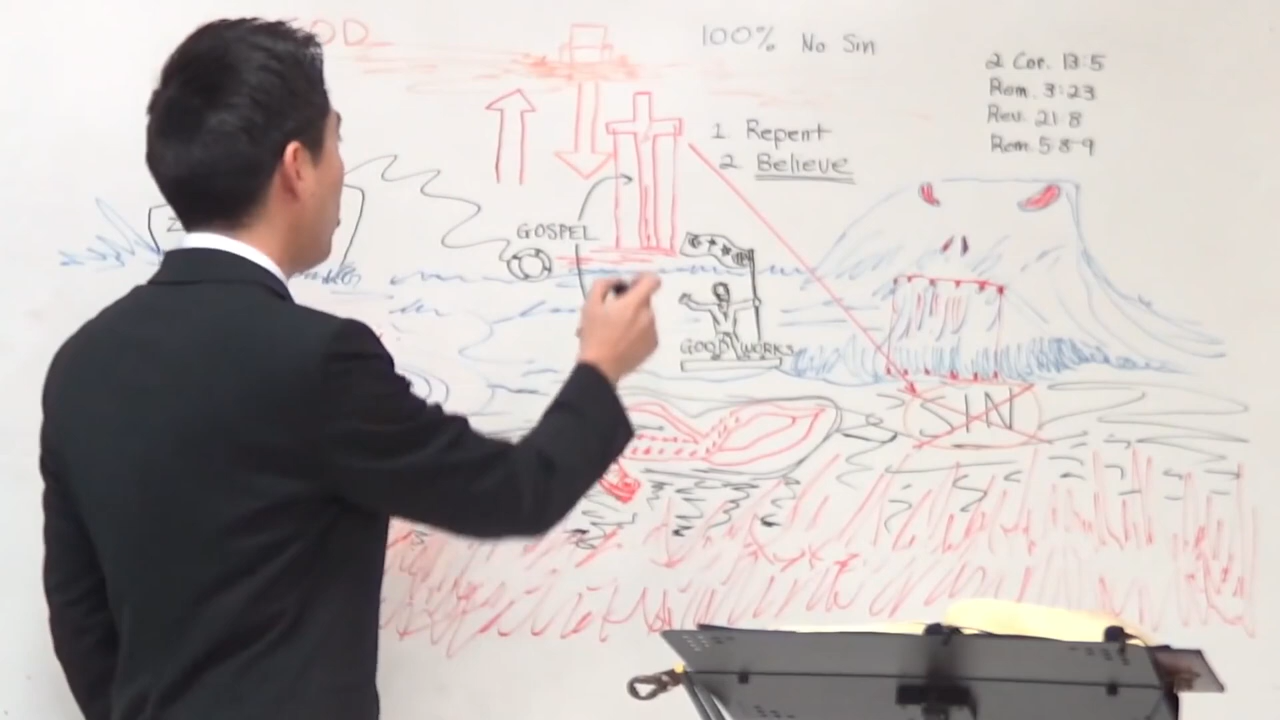 OD
100% No Sin
2 Cor. 13:5
Rom. 3:23
Rev. 21 8
Rom. 5 8-9
1. Repent
2. Believe
GOSPEL
GOOD WORKS
SIN